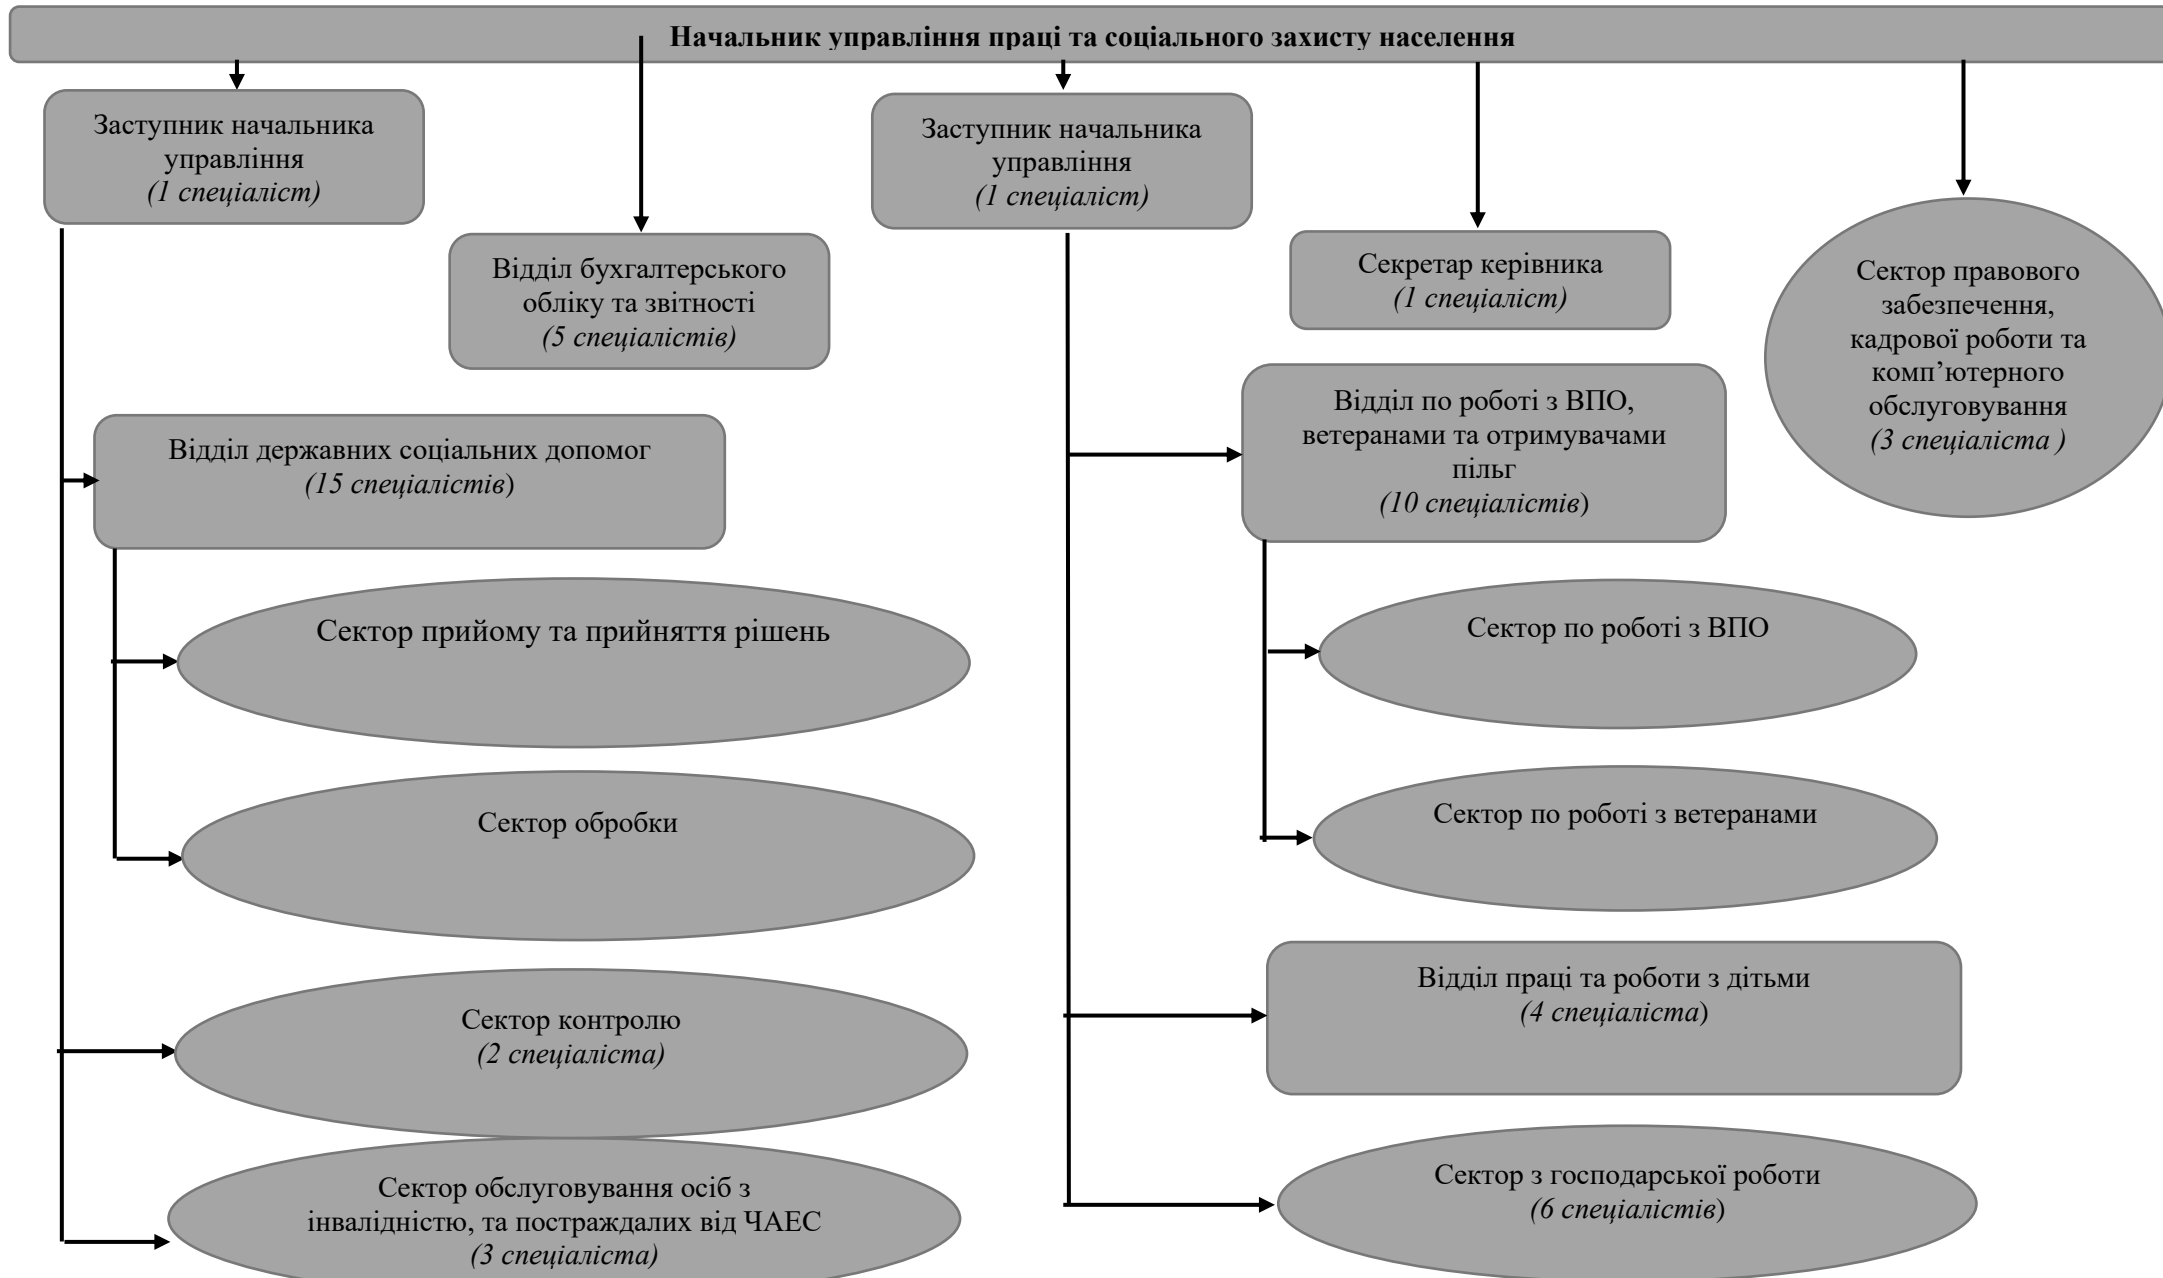 Начальник управління праці та соціального захисту населення
Заступник начальника
управління
(1 спеціаліст)
Відділ бухгалтерського
обліку та звітності
(5 спеціалістів)
Заступник начальника
управління
(1 спеціаліст)
Секретар керівника
(1 спеціаліст)
Сектор правового
забезпечення,
кадрової роботи та
комп’ютерного
обслуговування
(3 спеціаліста )
Відділ державних соціальних допомог
(15 спеціалістів)
Сектор прийому та прийняття рішень
Сектор обробки
Сектор контролю
(2 спеціаліста)
Сектор обслуговування осіб з
інвалідністю, та постраждалих від ЧАЕС
(3 спеціаліста)
Відділ по роботі з ВПО,
ветеранами та отримувачами
пільг
(10 спеціалістів)
Сектор по роботі з ВПО
Сектор по роботі з ветеранами
Відділ праці та роботи з дітьми
(4 спеціаліста)
Сектор з господарської роботи
(6 спеціалістів)